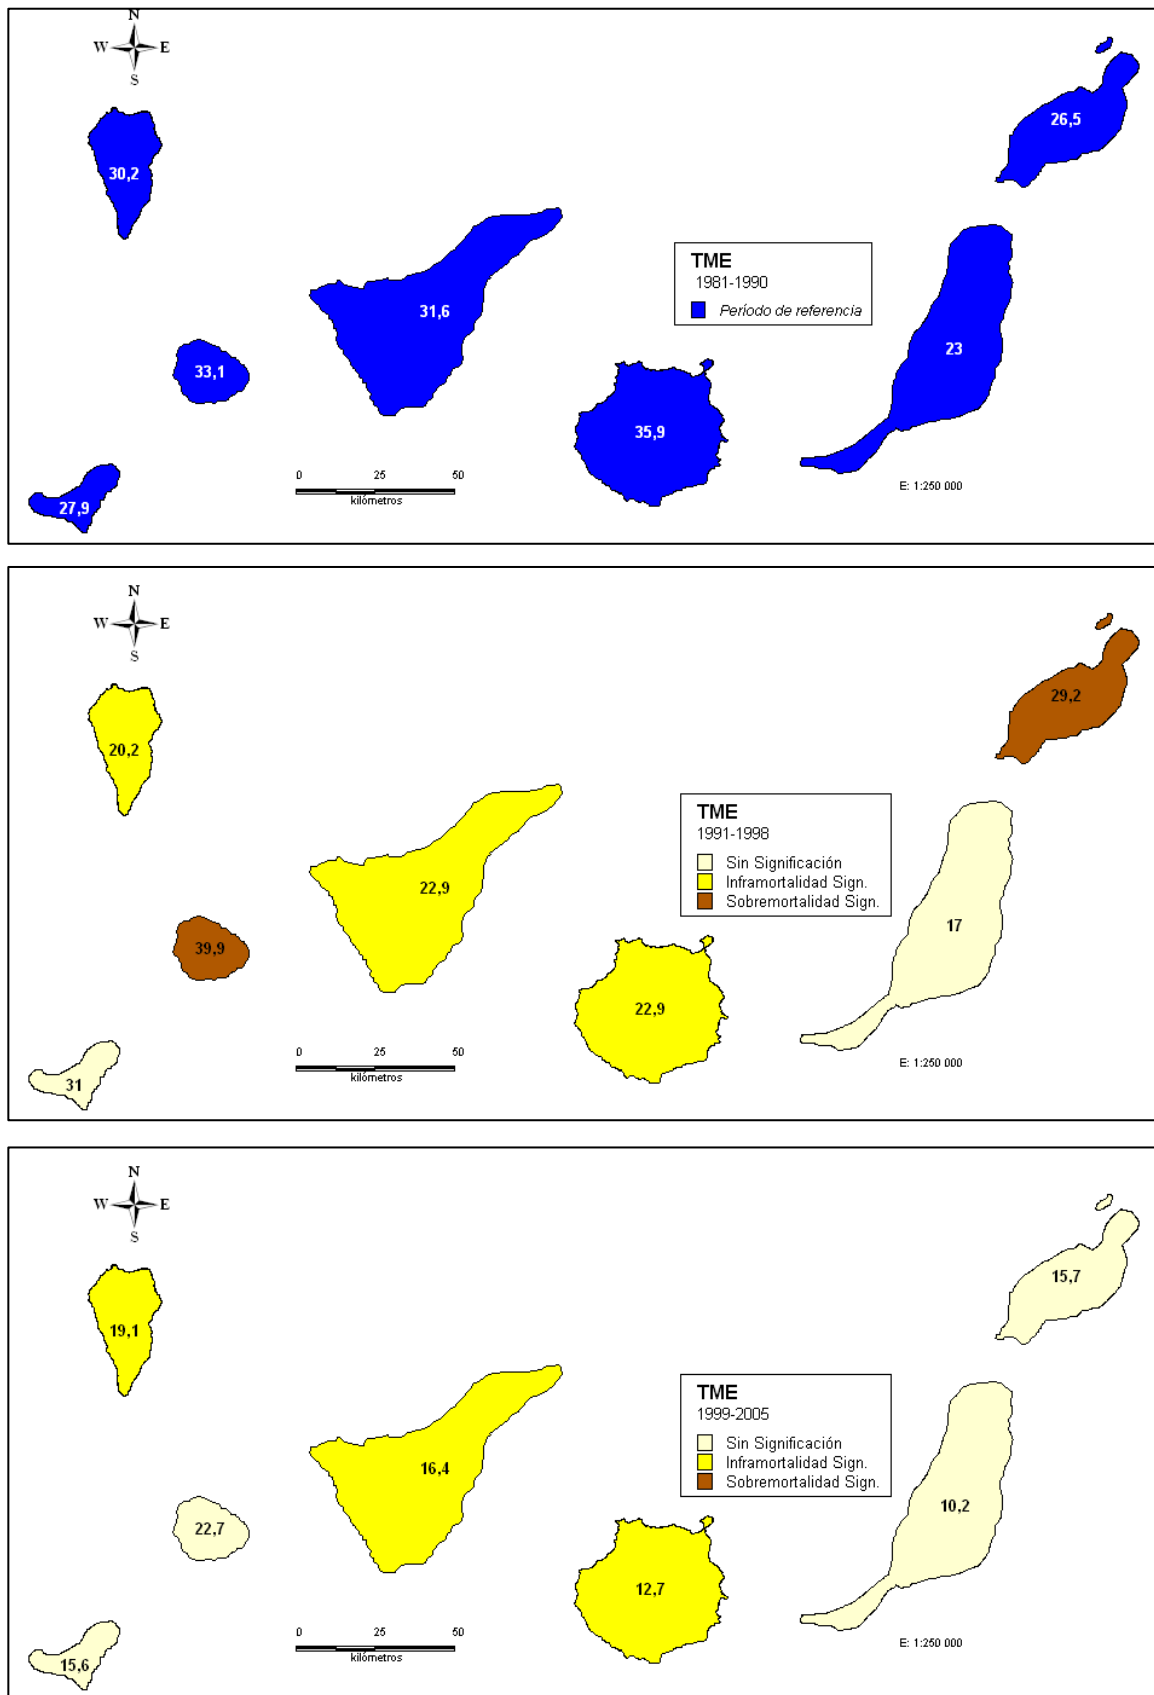 N
W E
S
26,5
30,2
TME
1981-1990
Período de referencia
31,6
23
33,1
35,9
0 25 50
kilómetros
E: 1:250 000
27,9
N
W E
S
29,2
20,2
TME
1991-1998
Sin Significación
Inframortalidad Sign.
Sobremortalidad Sign.
22,9
17
39,9
22,9
0 25 50
kilómetros
E: 1:250 000
31
N
W E
S
15,7
19,1
TME
1999-2005
Sin Significación
Inframortalidad Sign.
Sobremortalidad Sign.
16,4
10,2
22,7
12,7
0 25 50
kilómetros
E: 1:250 000
15,6